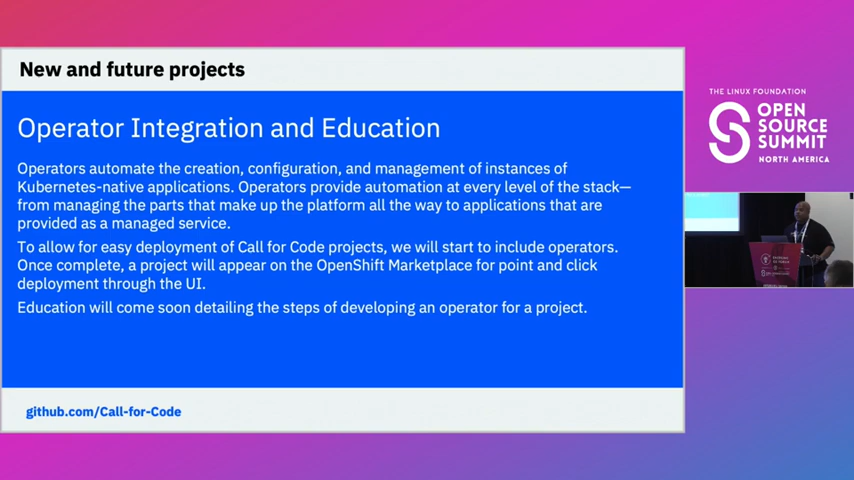 New and future projects
Operator Integration and Education
Operators automate the creation, configuration, and management of instances of
Kubernetes-native applications. Operators provide automation at every level of the stack—
from managing the parts that make up the platform all the way to applications that are
provided as a managed service.
To allow for easy deployment of Call for Code projects, we will start to include operators.
Once complete, a project will appear on the OpenShift Marketplace for point and click
deployment through the UI.
Education will come soon detailing the steps of developing an operator for a project.
github.com/Call-for-Code
THE LINUX FOUNDATION
OPEN
SOURCE
SUMMIT
NORTH AMERICA